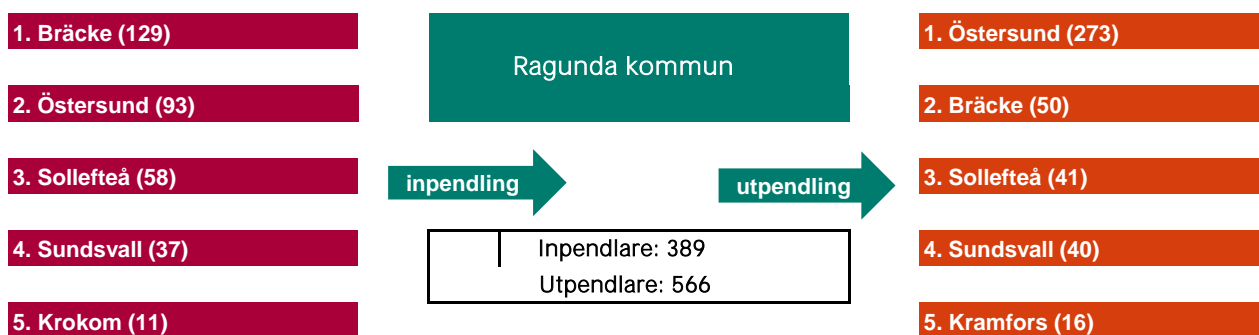 1. Bräcke (129)
2. Östersund (93)
3. Sollefteå (58)
4. Sundsvall (37)
5. Krokom (11)
Ragunda kommun
inpendling
utpendling
Inpendlare: 389
Utpendlare: 566
1. Östersund (273)
2. Bräcke (50)
3. Sollefteå (41)
4. Sundsvall (40)
5. Kramfors (16)